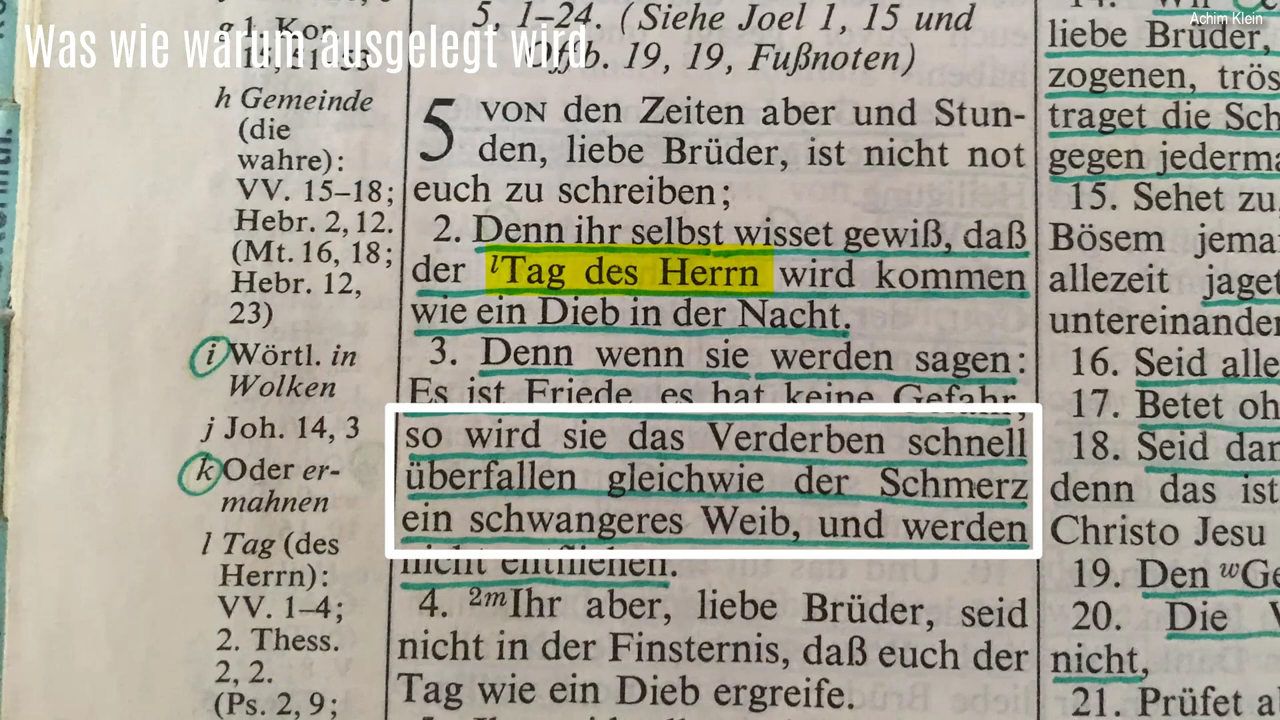 Was wie warum ausgelegt wird
Achim Klein
g 1. Kor.
h Gemeinde
(die
wahre):
VV. 15–18;
Hebr. 2, 12.
(Mt. 16, 18;
Hebr. 12,
23)
i Wörtl. in
Wolken
j Joh. 14, 3
k Oder er-
mahnen
l Tag (des
Herrn):
VV. 1–4;
2. Thess.
2, 2.
(Ps. 2, 9;
5, 1–24. (Siehe Joel 1, 15 und
Offb. 19, 19, Fußnoten)
5 VON den Zeiten aber und Stun-
den, liebe Brüder, ist nicht not
euch zu schreiben;
2. Denn ihr selbst wisset gewiß, daß
der lTag des Herrn wird kommen
wie ein Dieb in der Nacht.
3. Denn wenn sie werden sagen:
Es ist Friede, es hat keine Gefahr,
so wird sie das Verderben schnell
überfallen gleichwie der Schmerz
ein schwangeres Weib, und werden
nicht entfliehen.
4. 2mIhr aber, liebe Brüder, seid
nicht in der Finsternis, daß euch der
Tag wie ein Dieb ergreife.
liebe Brüder,
zogenen, trös
traget die Sch
gegen jederma
15. Sehet zu
Bösem jema
allezeit jaget
untereinander
16. Seid alle
17. Betet oh
18. Seid dar
denn das ist
Christo Jesu
19. Den wGe
20. Die
nicht,
21. Prüfet a